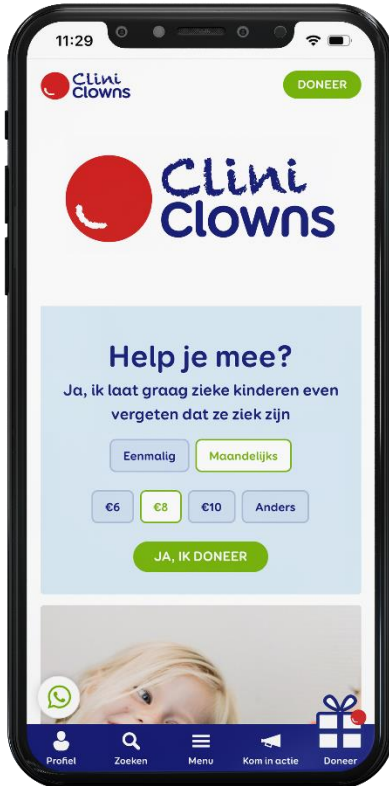 11:29
Clini
Clowns
DONEER
Clini
Clowns
Help je mee?
Ja, ik laat graag zieke kinderen even
vergeten dat ze ziek zijn
Eenmalig
Maandelijks
€6
€8
€10
Anders
JA, IK DONEER
Profiel
Zoeken
Menu
Kom in actie
Doneer